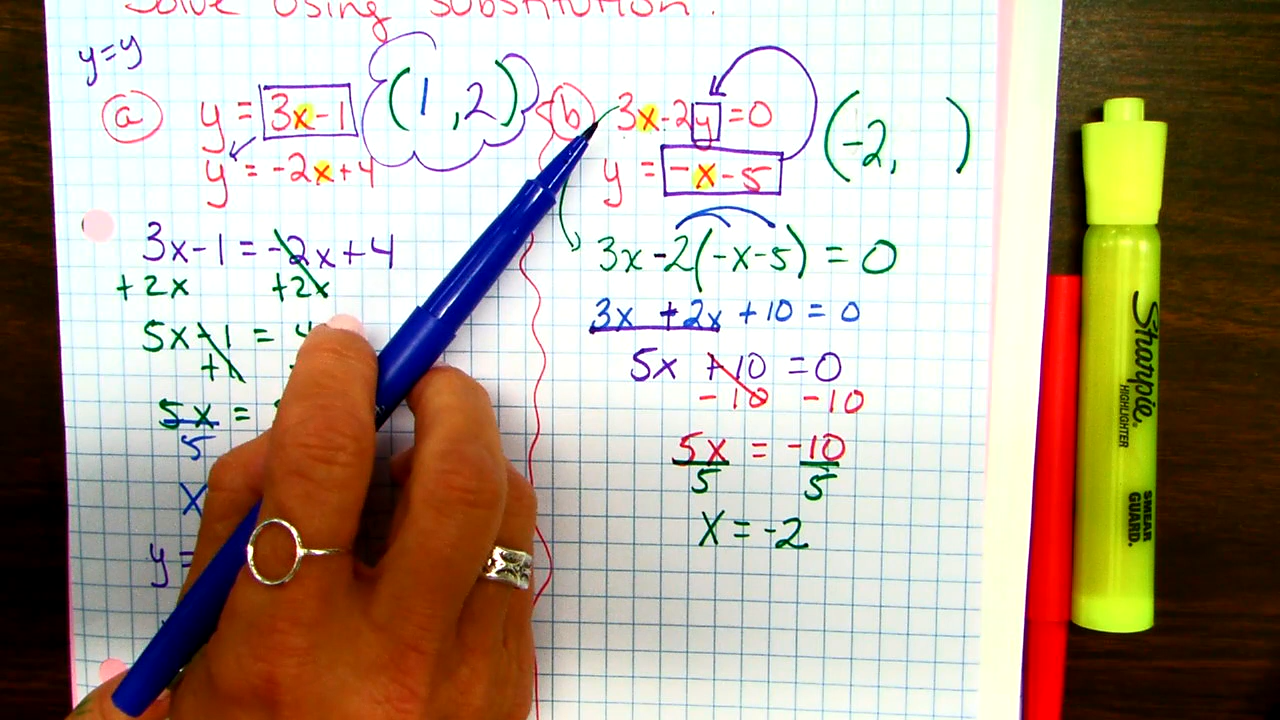 Solve using substitution.
y=y
(a) y = 3x-1
(1, 2)
y = -2x+4
3x-1 = -2x+4
+2x +2x
5x-1 = 4
+1
5x =
5
x
y =
(b) 3x-2y=0
y = -x-5
(-2, )
3x-2(-x-5) = 0
3x +2x +10 = 0
5x +10 = 0
-10 -10
5x = -10
5 5
x = -2
Sharpie.
HIGHLIGHTER
SMEAR
GUARD.